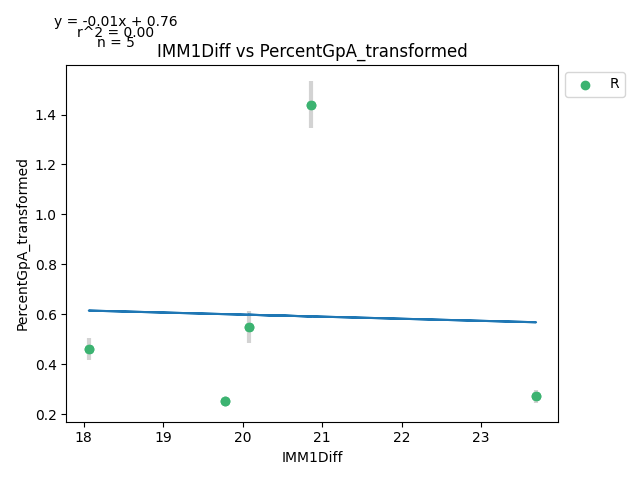 y = -0.01x + 0.76
r^2 = 0.00
n = 5
IMM1Diff vs PercentGpA_transformed
R
PercentGpA_transformed
1.4
1.2
1.0
0.8
0.6
0.4
0.2
18 19 20 21 22 23
IMM1Diff